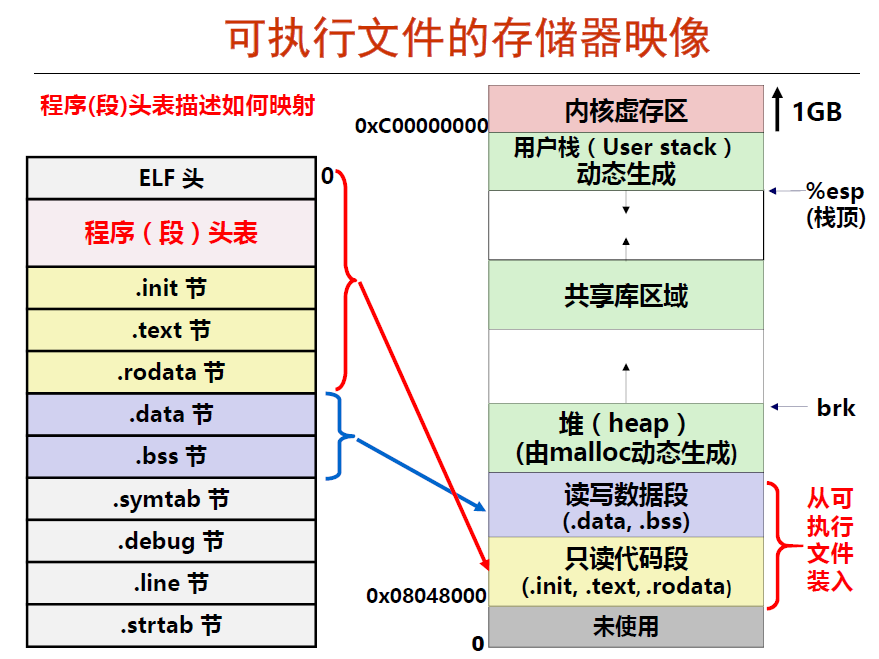 可执行文件的存储器映像
程序(段)头表描述如何映射
ELF 头
0
程序（段）头表
.init 节
.text 节
.rodata 节
.data 节
.bss 节
.symtab 节
.debug 节
.line 节
.strtab 节
0xC00000000
内核虚存区
1GB
用户栈（User stack）
动态生成
%esp
(栈顶)
共享库区域
brk
堆（heap）
(由malloc动态生成)
读写数据段
(.data, .bss)
只读代码段
(.init, .text, .rodata)
从可
执行
文件
装入
0x08048000
未使用
0